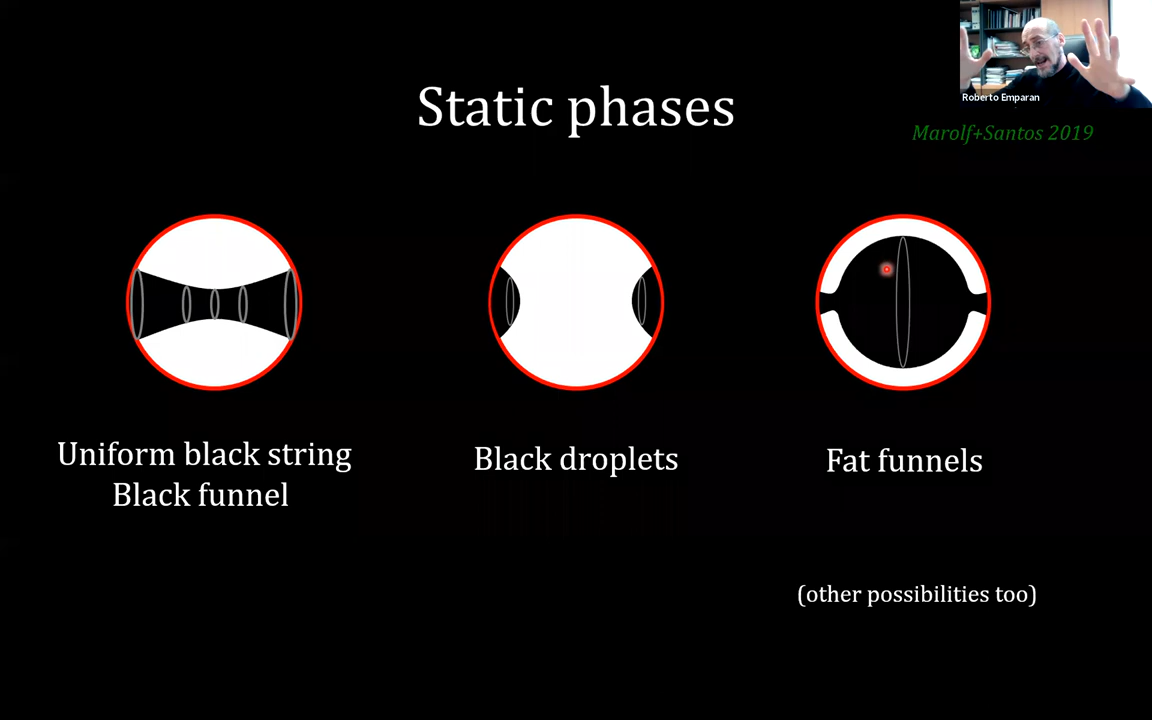 Static phases
Roberto Emparan
Marolf+Santos 2019
Uniform black string
Black funnel
Black droplets
Fat funnels
(other possibilities too)